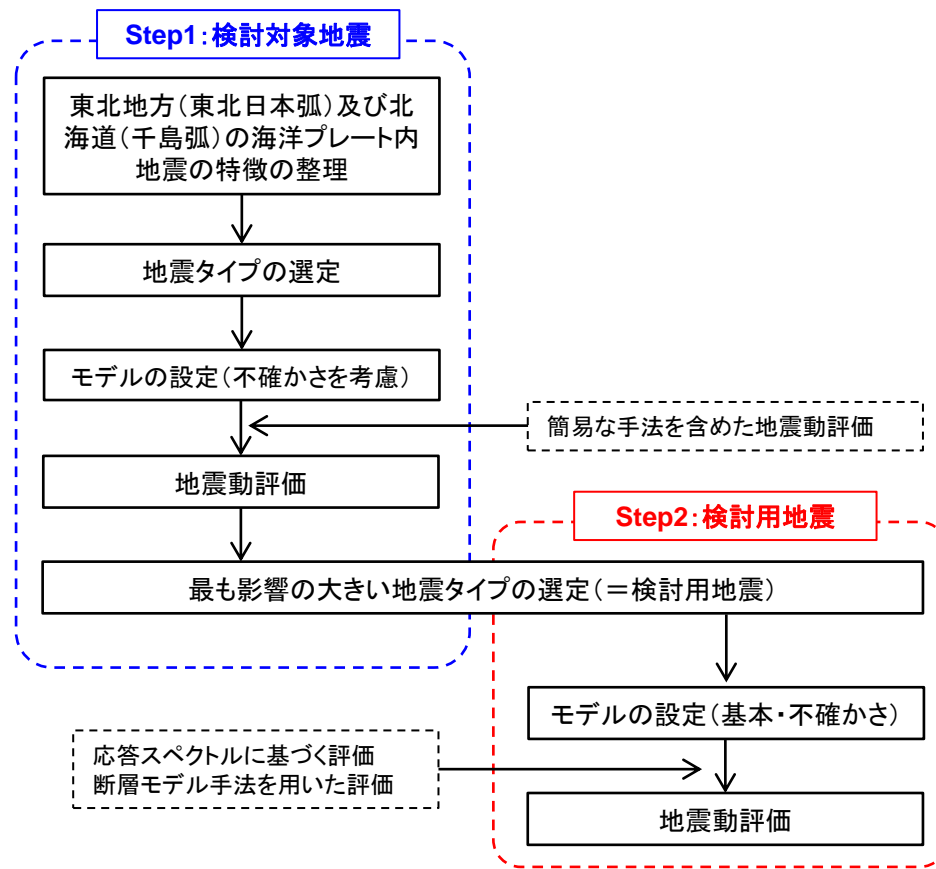 Step1：検討対象地震
東北地方（東北日本弧）及び北
海道（千島弧）の海洋プレート内
地震の特徴の整理
地震タイプの選定
モデルの設定（不確かさを考慮）
簡易な手法を含めた地震動評価
地震動評価
Step2：検討用地震
最も影響の大きい地震タイプの選定（＝検討用地震）
モデルの設定（基本・不確かさ）
応答スペクトルに基づく評価
断層モデル手法を用いた評価
地震動評価